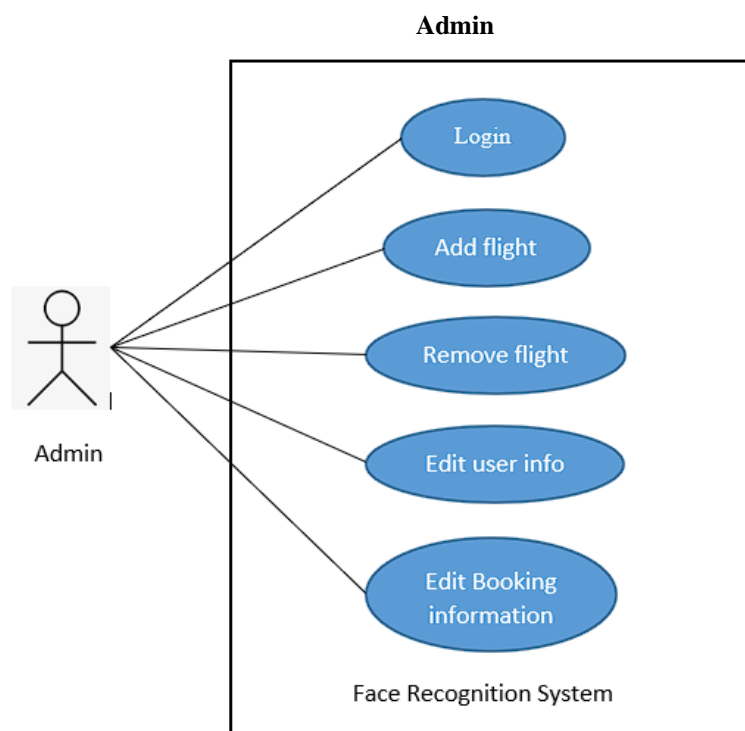 Admin
Login
Add flight
Remove flight
Admin
Edit user info
Edit Booking
information
Face Recognition System